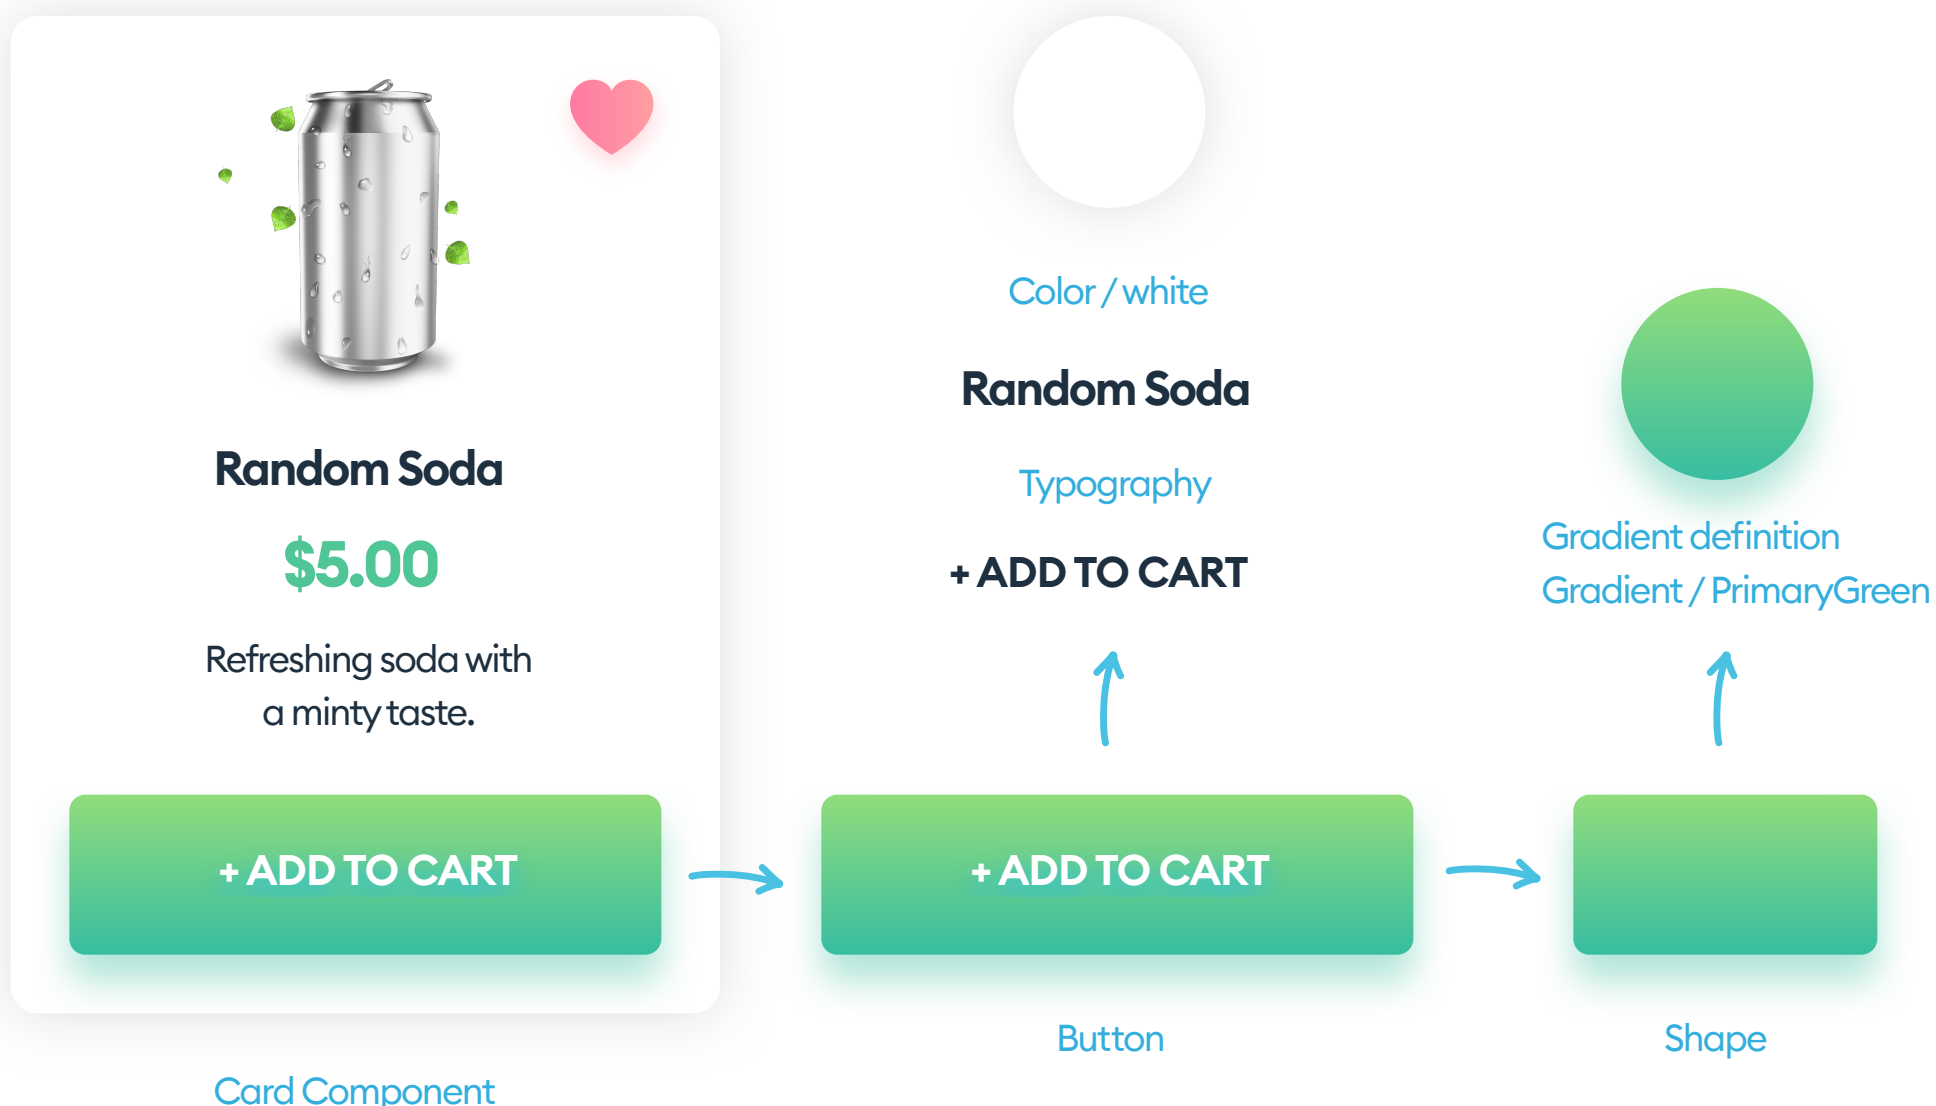 Random Soda
$5.00
Refreshing soda with
a minty taste.
+ ADD TO CART
Card Component
Color / white
Random Soda
Typography
+ ADD TO CART
+ ADD TO CART
Button
Gradient definition
Gradient / PrimaryGreen
Shape